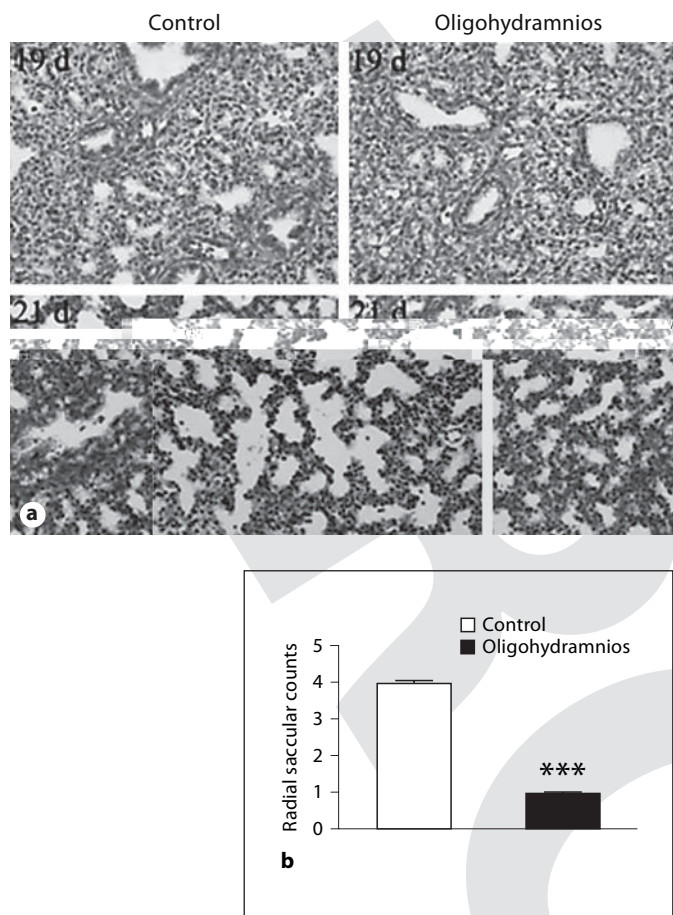 Control Oligohydramnios
19 d 19 d
21 d 21 d
a
Control
Oligohydramnios
5
4
3
2
1
0
Radial saccular counts
***
b